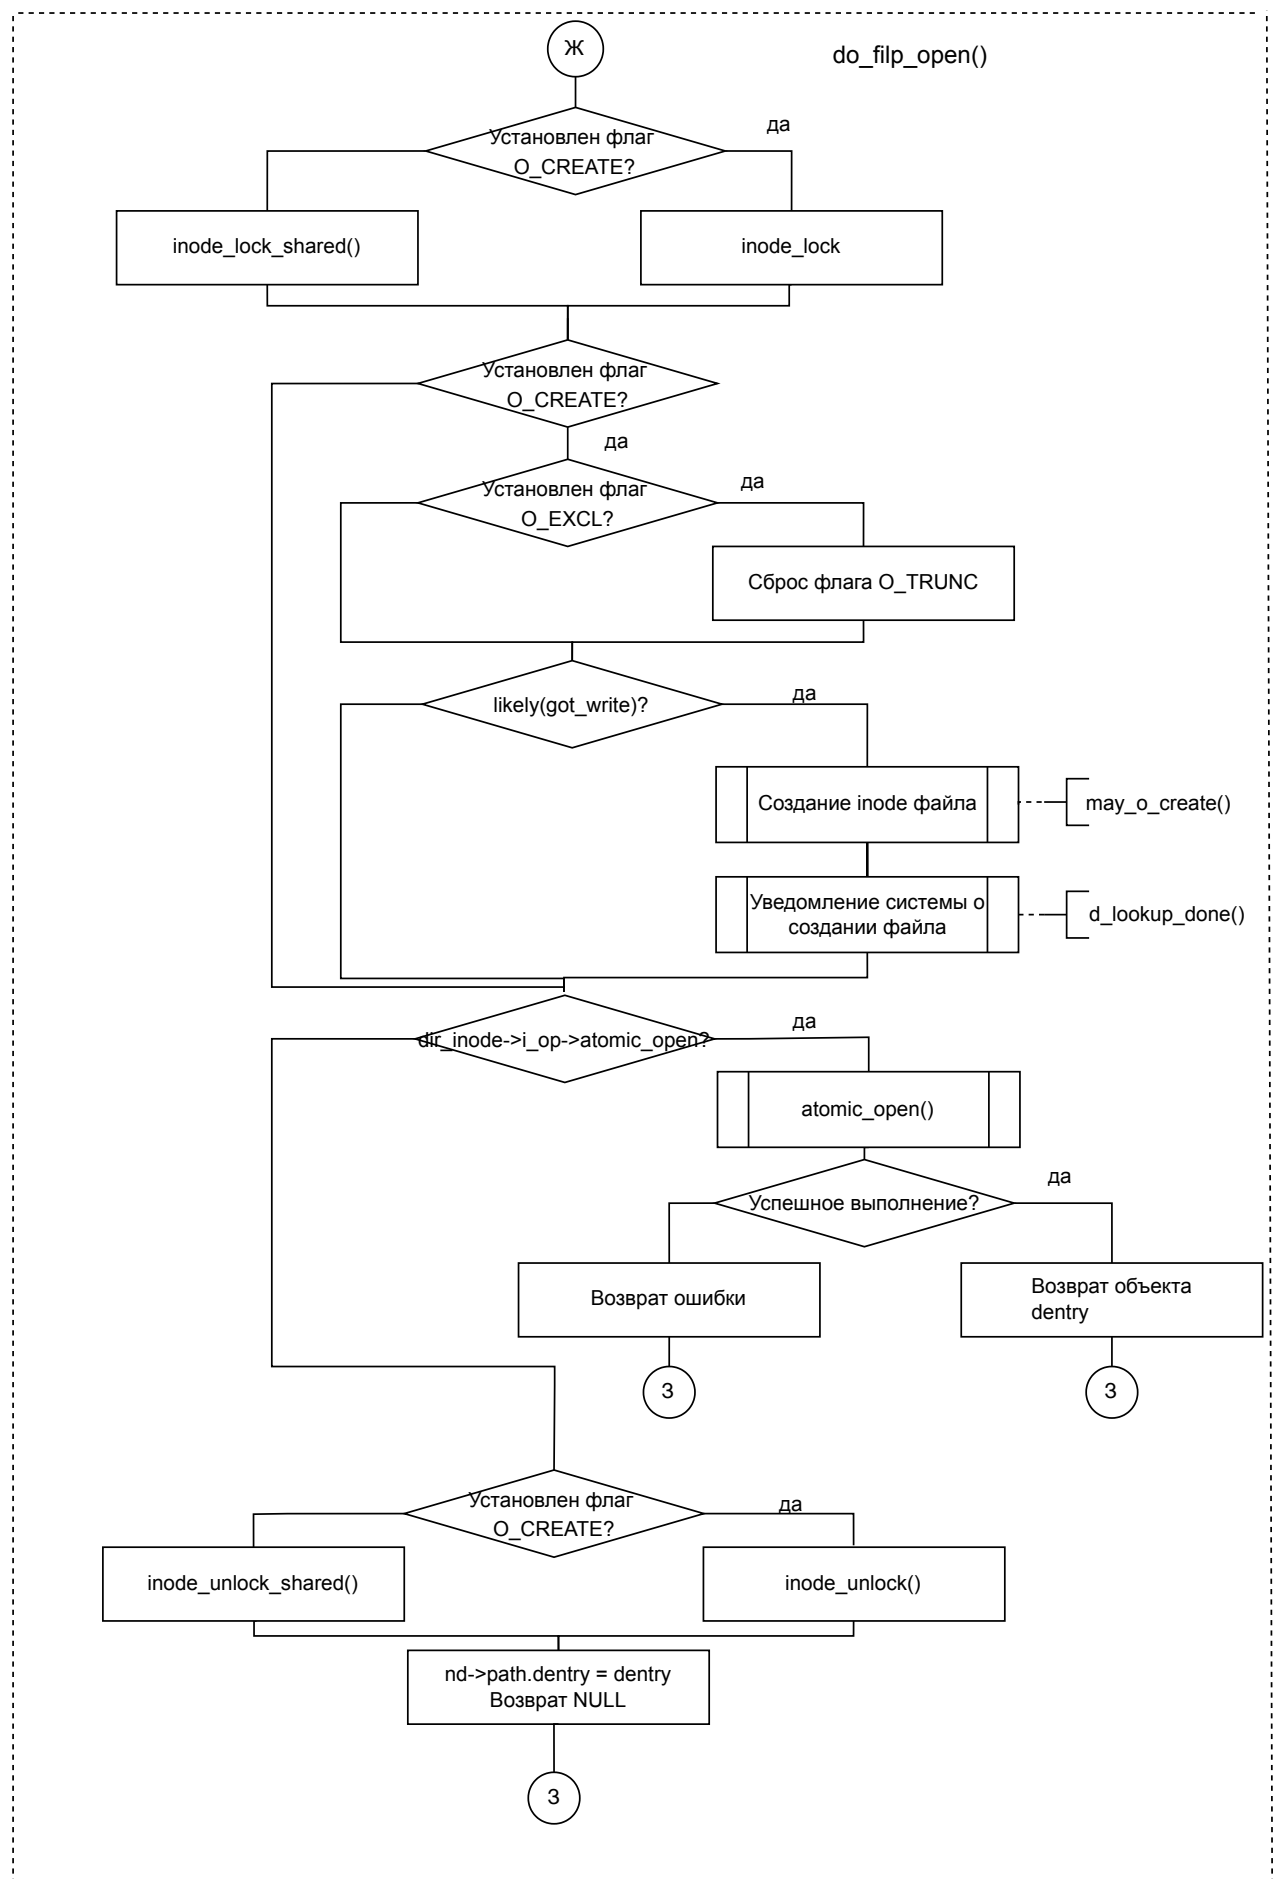 Ж
do_filp_open()
да
Установлен флаг
O_CREATE?
inode_lock_shared()
inode_lock
Установлен флаг
O_CREATE?
да
Установлен флаг
O_EXCL?
да
Сброс флага O_TRUNC
likely(got_write)?
да
Создание inode файла
may_o_create()
Уведомление системы о
создании файла
d_lookup_done()
dir_inode->i_op->atomic_open?
да
atomic_open()
Успешное выполнение?
да
Возврат ошибки
Возврат объекта
dentry
З
З
Установлен флаг
O_CREATE?
да
inode_unlock_shared()
inode_unlock()
nd->path.dentry = dentry
Возврат NULL
З